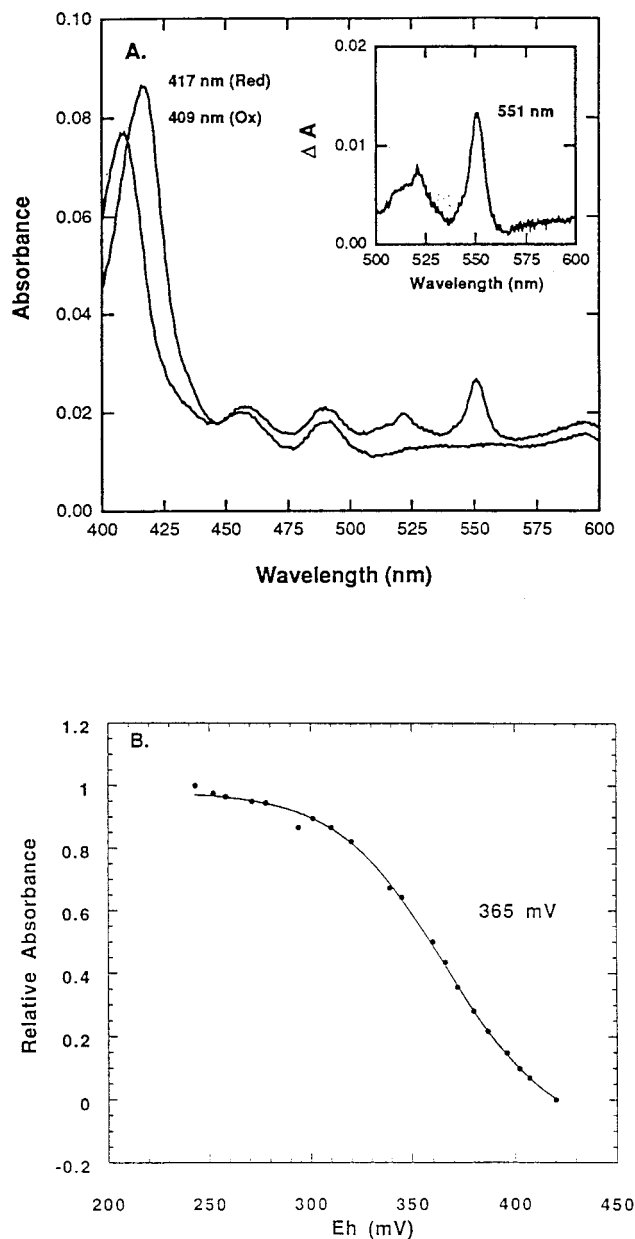 A.
417 nm (Red)
409 nm (Ox)
551 nm
0.02
0.01
0.00
Δ A
500 525 550 575 600
Wavelength (nm)
0.10
0.08
0.06
0.04
0.02
0.00
Absorbance
400 425 450 475 500 525 550 575 600
Wavelength (nm)
B.
365 mV
1.2
1
0.8
0.6
0.4
0.2
0
-0.2
Relative Absorbance
200 250 300 350 400 450
Eh (mV)